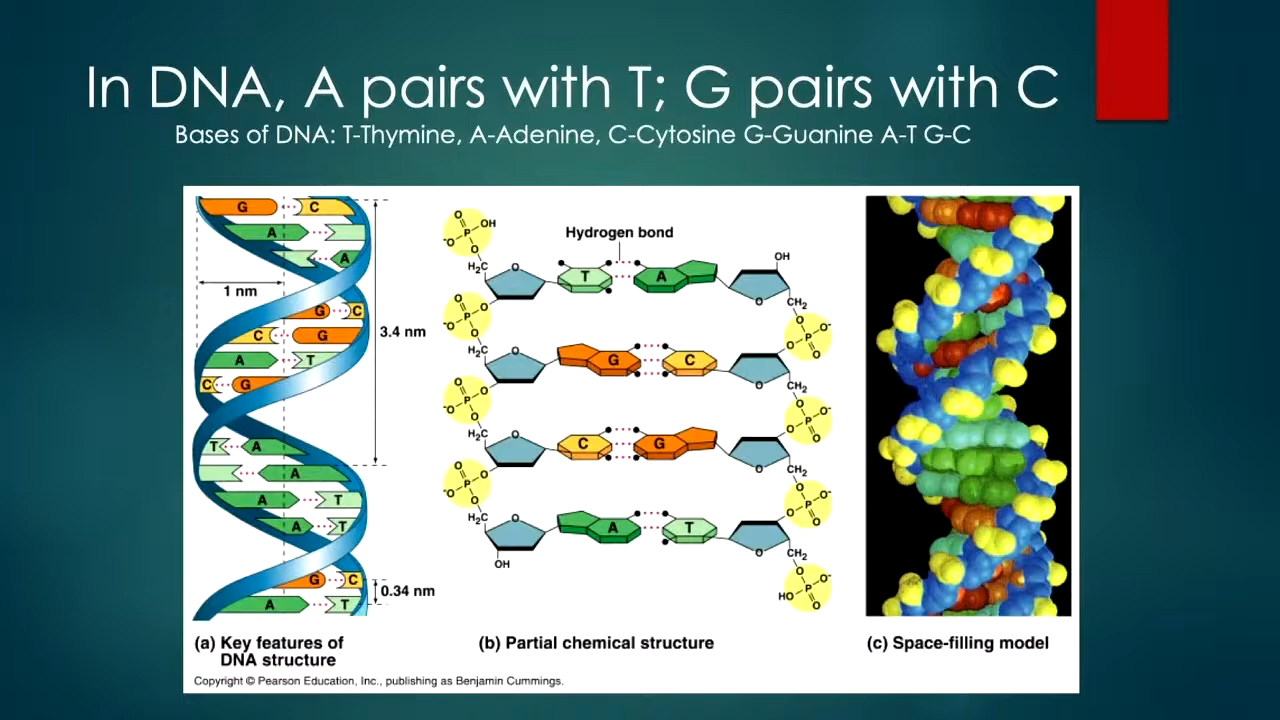 In DNA, A pairs with T; G pairs with C
Bases of DNA: T-Thymine, A-Adenine, C-Cytosine G-Guanine A-T G-C
G C
A
A
1 nm
G C
C G
A T
C G
T A
A
A T
A T
G C
A T
3.4 nm
0.34 nm
(a) Key features of
DNA structure
Hydrogen bond
O
P OH
-O
O
H2C O
T A
OH
O
CH2
O
-O P O
O
H2C O
G C
O P O-
O
O
CH2
O
-O P O
O
H2C O
C G
O P O-
O
O
CH2
O
-O P O
O
H2C O
OH
A T
O P O-
O
O
CH2
O
HO P O-
O
(b) Partial chemical structure
(c) Space-filling model
Copyright © Pearson Education, Inc., publishing as Benjamin Cummings.